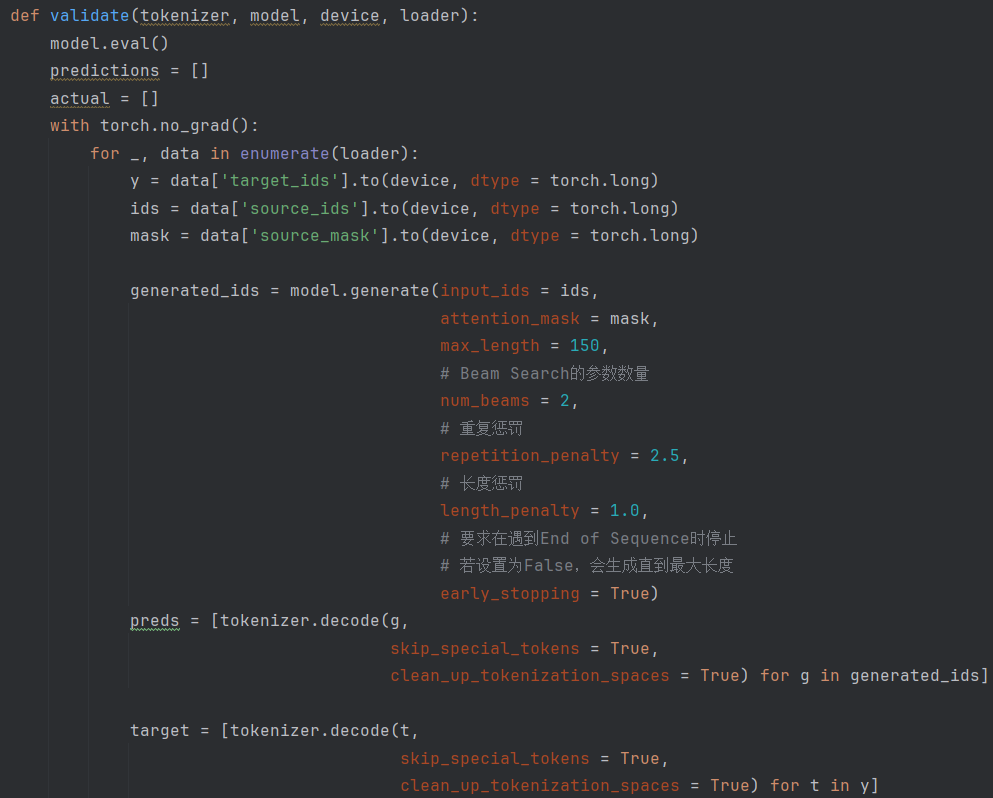 def validate(tokenizer, model, device, loader):
    model.eval()
    predictions = []
    actual = []
    with torch.no_grad():
        for _, data in enumerate(loader):
            y = data['target_ids'].to(device, dtype = torch.long)
            ids = data['source_ids'].to(device, dtype = torch.long)
            mask = data['source_mask'].to(device, dtype = torch.long)

            generated_ids = model.generate(input_ids = ids,
                                           attention_mask = mask,
                                           max_length = 150,
                                           # Beam Search的参数数量
                                           num_beams = 2,
                                           # 重复惩罚
                                           repetition_penalty = 2.5,
                                           # 长度惩罚
                                           length_penalty = 1.0,
                                           # 要求在遇到End of Sequence时停止
                                           # 若设置为False，会生成直到最大长度
                                           early_stopping = True)
            preds = [tokenizer.decode(g,
                                      skip_special_tokens = True,
                                      clean_up_tokenization_spaces = True) for g in generated_ids]

            target = [tokenizer.decode(t,
                                       skip_special_tokens = True,
                                       clean_up_tokenization_spaces = True) for t in y]